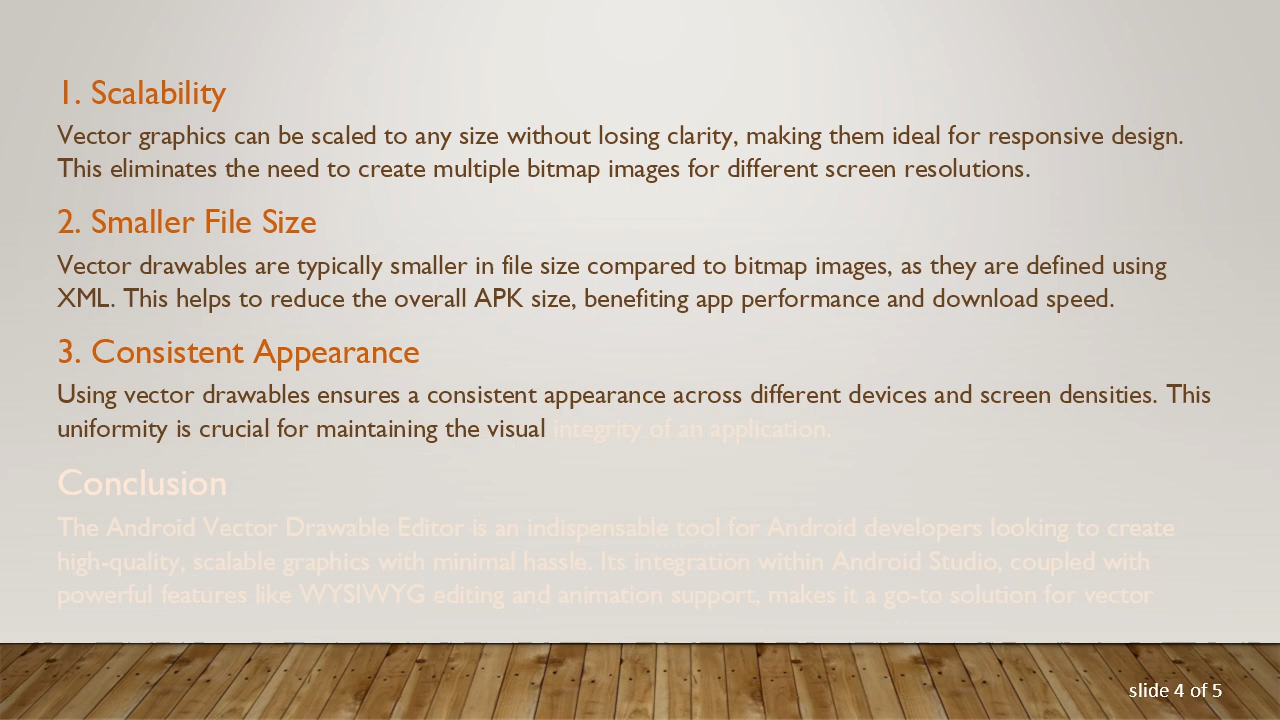 1. Scalability
Vector graphics can be scaled to any size without losing clarity, making them ideal for responsive design.
This eliminates the need to create multiple bitmap images for different screen resolutions.
2. Smaller File Size
Vector drawables are typically smaller in file size compared to bitmap images, as they are defined using
XML. This helps to reduce the overall APK size, benefiting app performance and download speed.
3. Consistent Appearance
Using vector drawables ensures a consistent appearance across different devices and screen densities. This
uniformity is crucial for maintaining the visual integrity of an application.
Conclusion
The Android Vector Drawable Editor is an indispensable tool for Android developers looking to create
high-quality, scalable graphics with minimal hassle. Its integration within Android Studio, coupled with
powerful features like WYSIWYG editing and animation support, makes it a go-to solution for vector
slide 4 of 5